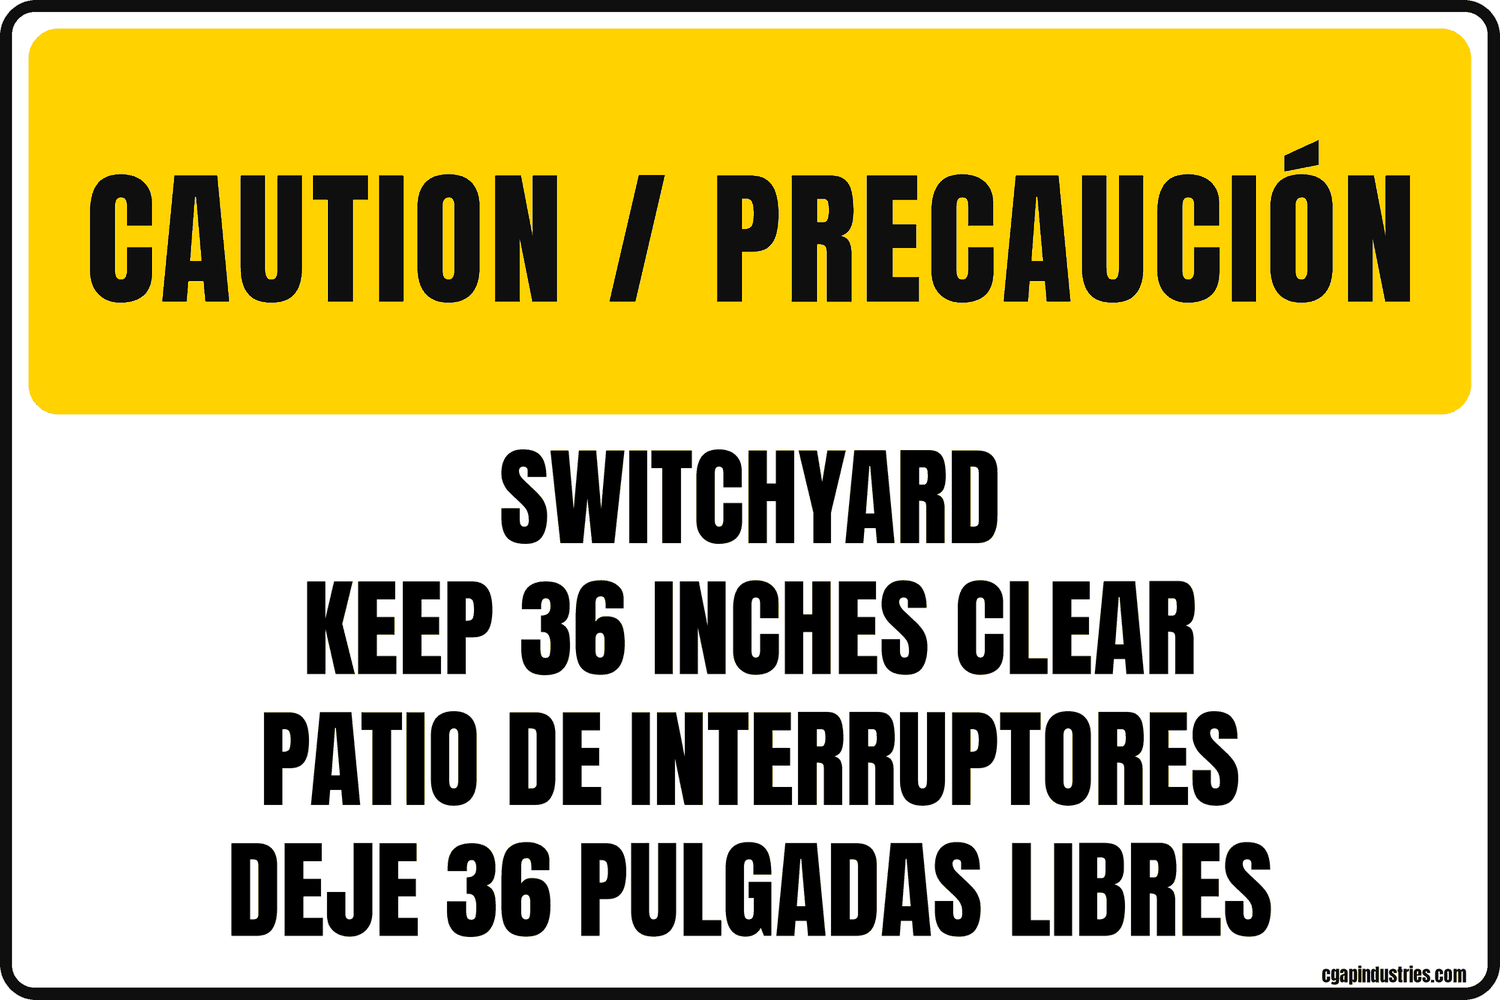 CAUTION / PRECAUCIÓN
SWITCHYARD
KEEP 36 INCHES CLEAR
PATIO DE INTERRUPTORES
DEJE 36 PULGADAS LIBRES
cgapindustries.com